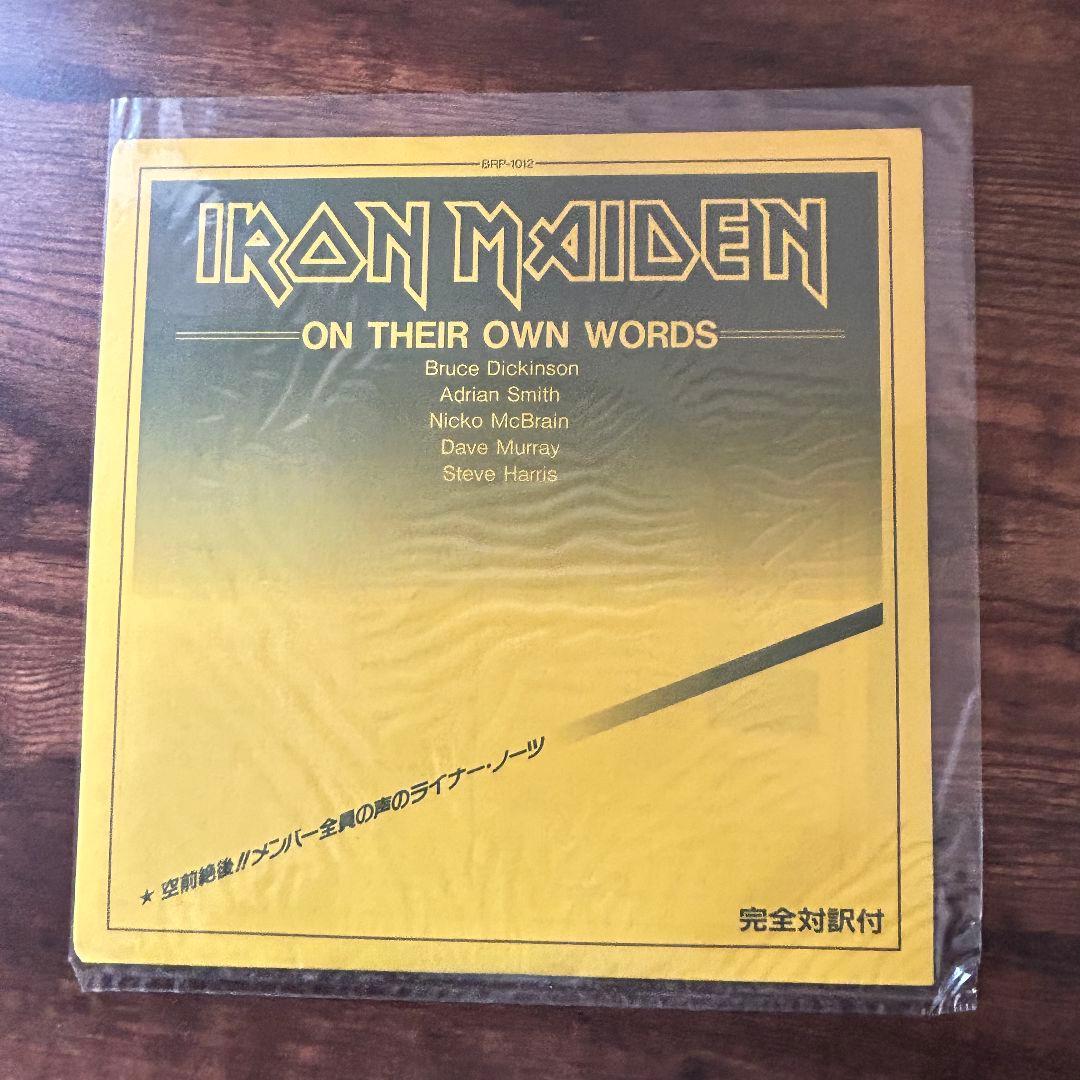 BRP-1012
IRON MAIDEN
ON THEIR OWN WORDS
Bruce Dickinson
Adrian Smith
Nicko McBrain
Dave Murray
Steve Harris
★ 空前絶後!!メンバー全員の声のライナー・ノーツ
完全対訳付